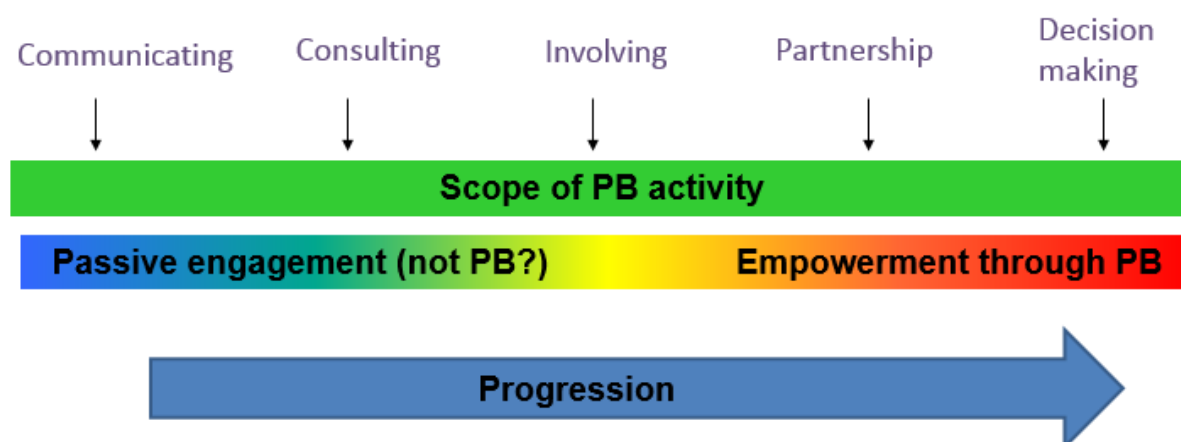 Communicating
Consulting
Involving
Partnership
Decision
making
Scope of PB activity
Passive engagement (not PB?)
Empowerment through PB
Progression